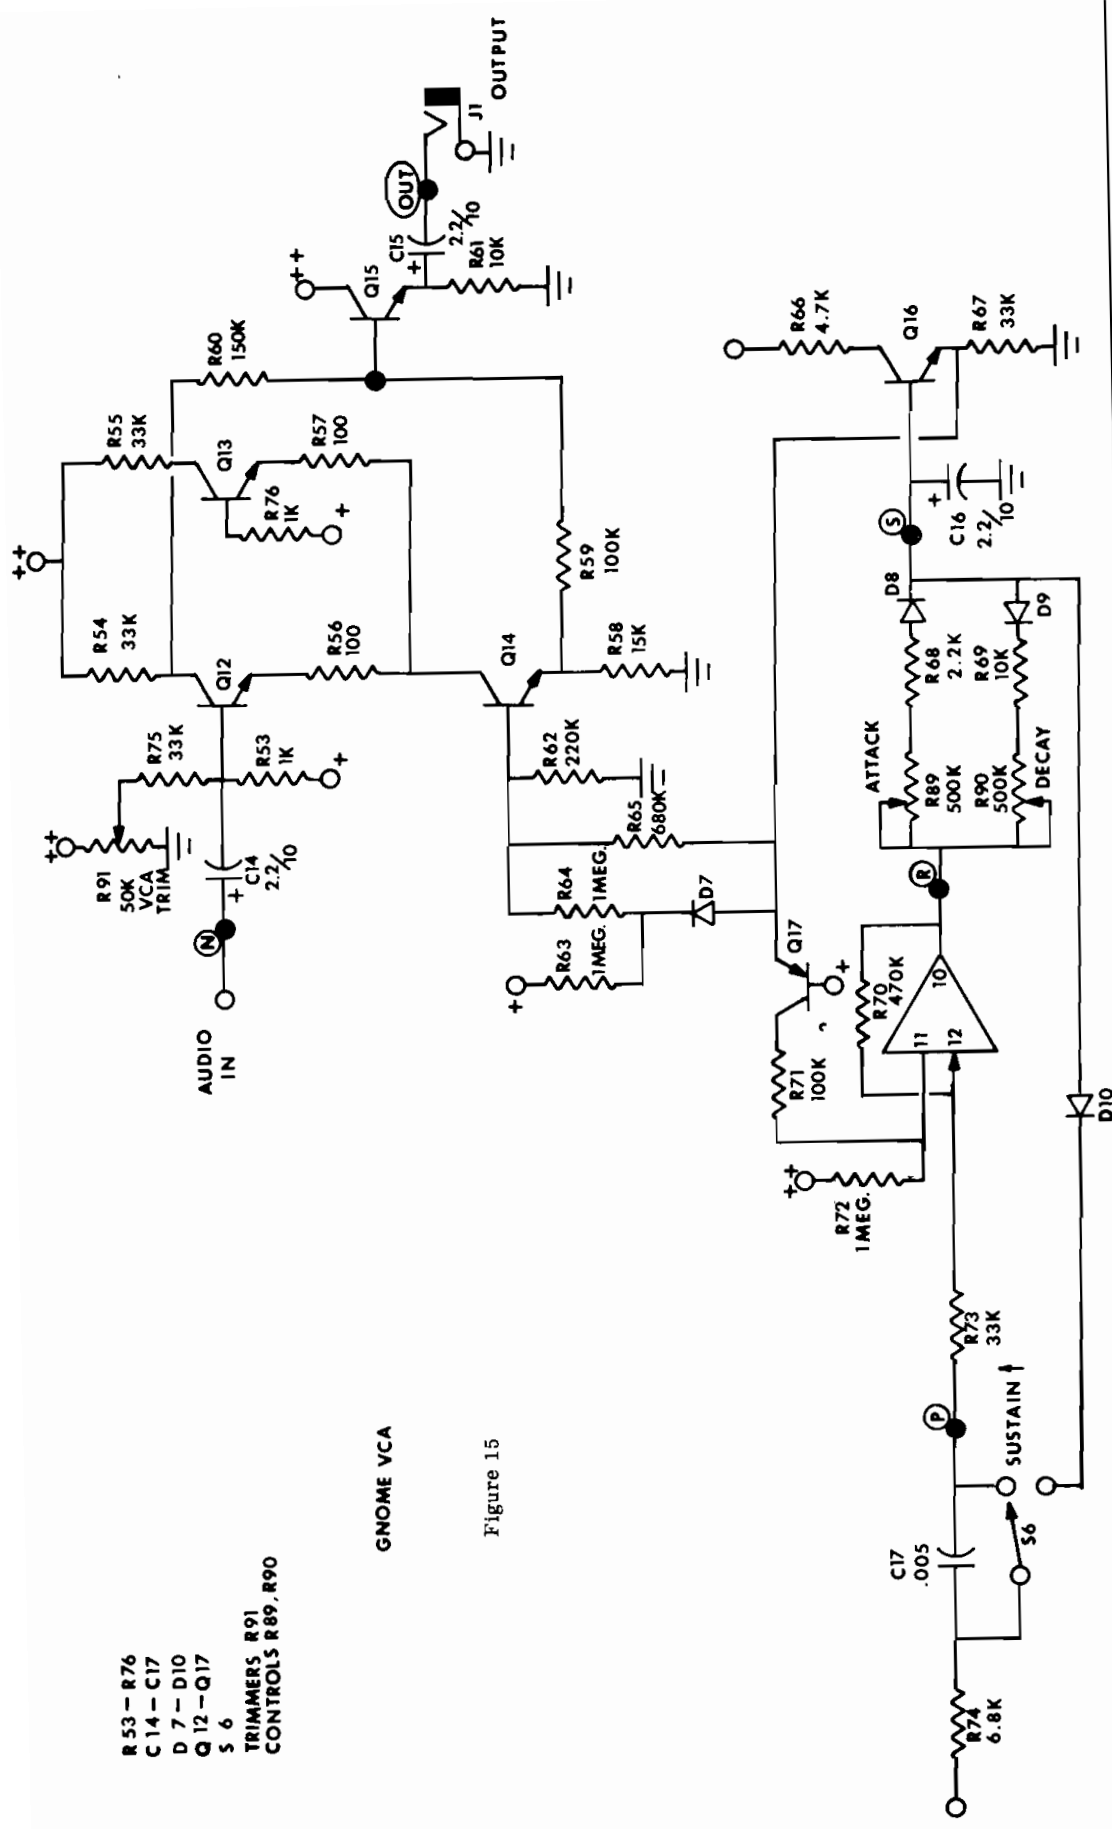 R 53 – R76
C 14 – C17
D 7 – D10
Q 12 – Q17
S 6
TRIMMERS R91
CONTROLS R89, R90
GNOME VCA
Figure 15
AUDIO
IN
N
+
C14
2.2/10
++
R91
50K
VCA
TRIM
R75
33K
R53
1K
+
++
R54
33K
Q12
R56
100
R55
33K
Q13
R57
100
R76
1K
+
R60
150K
++
Q15
+
C15
2.2/10
R61
10K
OUT
J1
OUTPUT
Q14
R58
15K
R59
100K
R62
220K
R65
680K
R64
1MEG.
+
R63
1MEG.
D7
Q17
+
R71
100K
++
R72
1MEG.
R70
470K
11
12
10
R
ATTACK
R89
500K
R90
500K
DECAY
R68
2.2K
R69
10K
D8
D9
S
+
C16
2.2/10
R66
4.7K
Q16
R67
33K
D10
R73
33K
P
SUSTAIN
S6
C17
.005
R74
6.8K